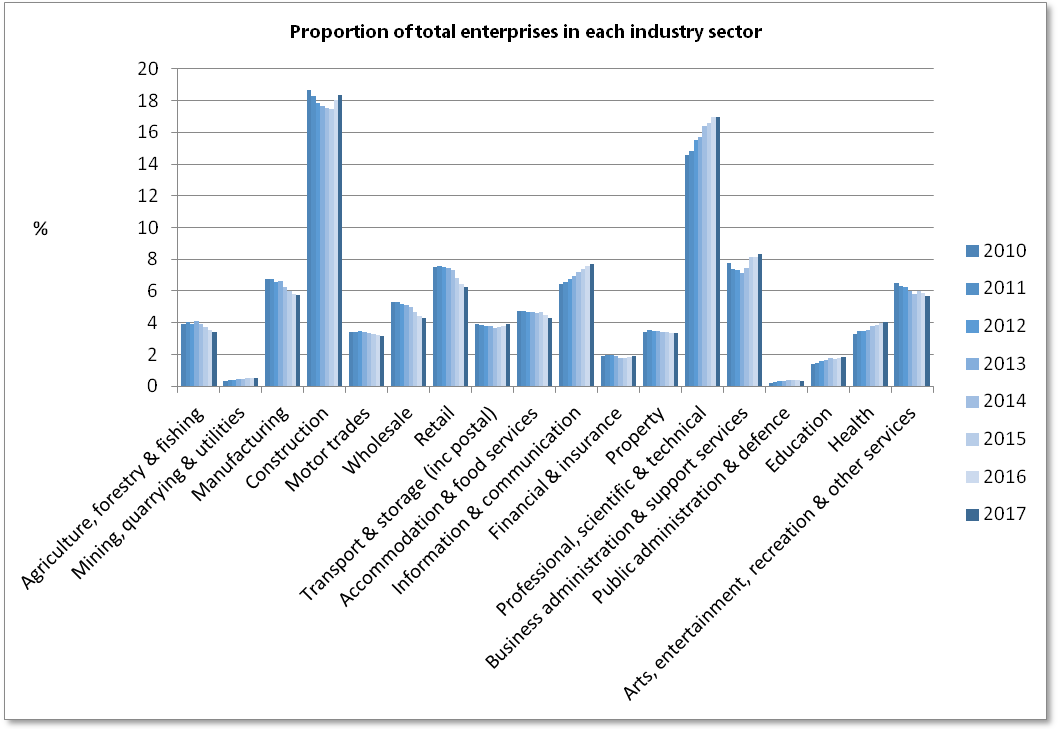 Proportion of total enterprises in each industry sector
20
18
16
14
12
10
8
6
4
2
0
%
Agriculture, forestry & fishing
Mining, quarrying & utilities
Manufacturing
Construction
Motor trades
Wholesale
Retail
Transport & storage (inc postal)
Accommodation & food services
Information & communication
Financial & insurance
Property
Professional, scientific & technical
Business administration & support services
Public administration & defence
Education
Health
Arts, entertainment, recreation & other services
2010
2011
2012
2013
2014
2015
2016
2017